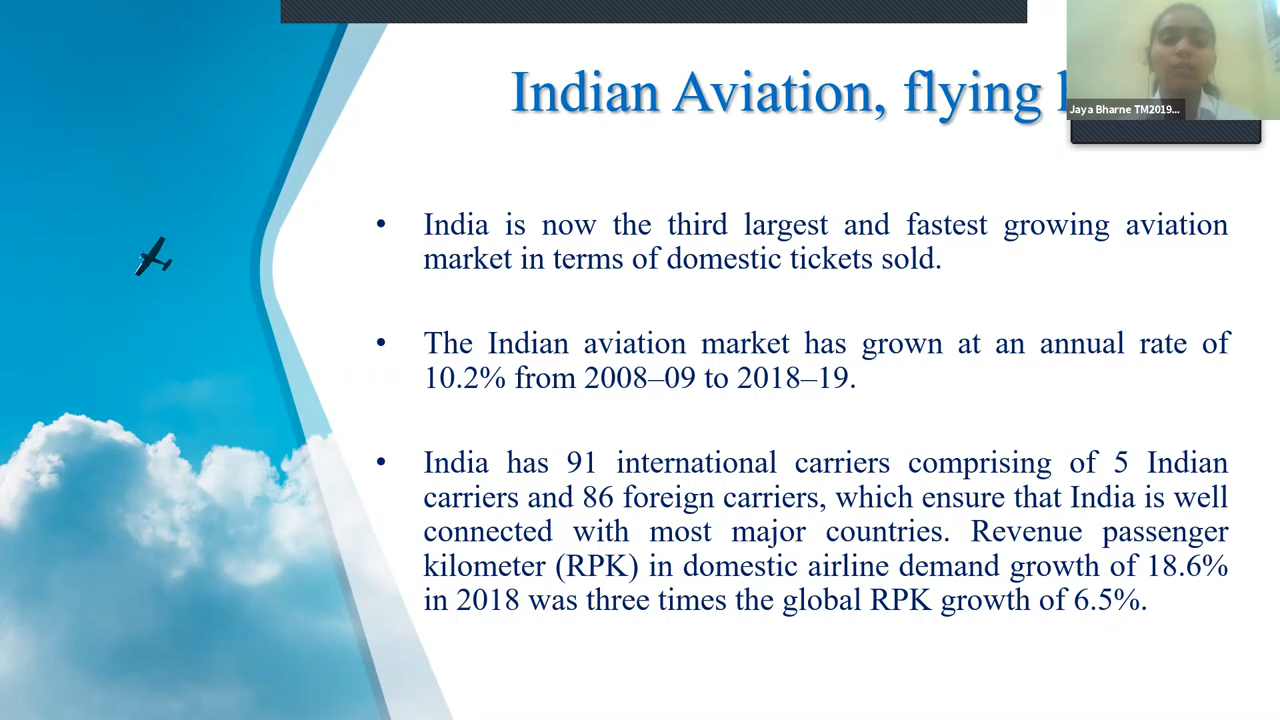 Indian Aviation, flying
Jaya Bharne TM2019...
• India is now the third largest and fastest growing aviation
market in terms of domestic tickets sold.
• The Indian aviation market has grown at an annual rate of
10.2% from 2008–09 to 2018–19.
• India has 91 international carriers comprising of 5 Indian
carriers and 86 foreign carriers, which ensure that India is well
connected with most major countries. Revenue passenger
kilometer (RPK) in domestic airline demand growth of 18.6%
in 2018 was three times the global RPK growth of 6.5%.